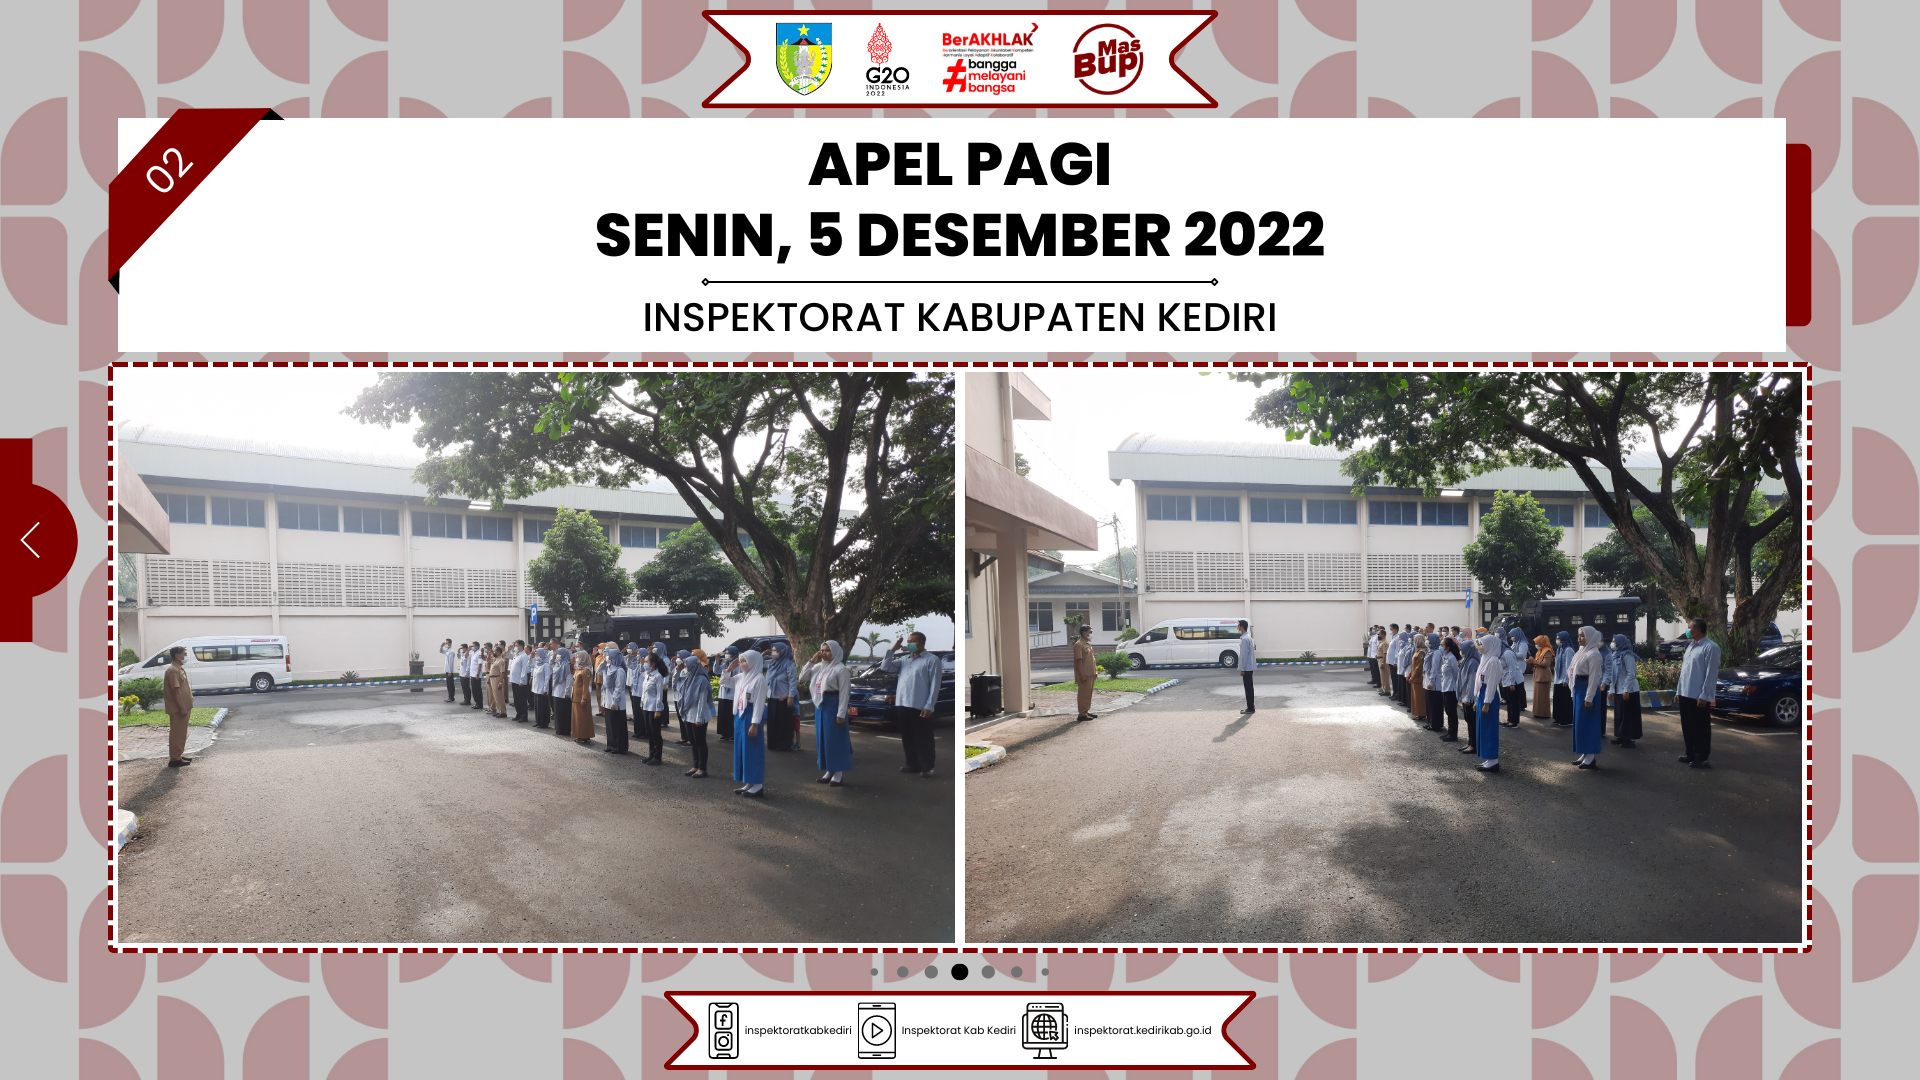 G20
INDONESIA
2022
BerAKHLAK
#bangga
melayani
bangsa
Mas
Bup
02
APEL PAGI
SENIN, 5 DESEMBER 2022
INSPEKTORAT KABUPATEN KEDIRI
P
inspektoratkabkediri
Inspektorat Kab Kediri
inspektorat.kedirikab.go.id